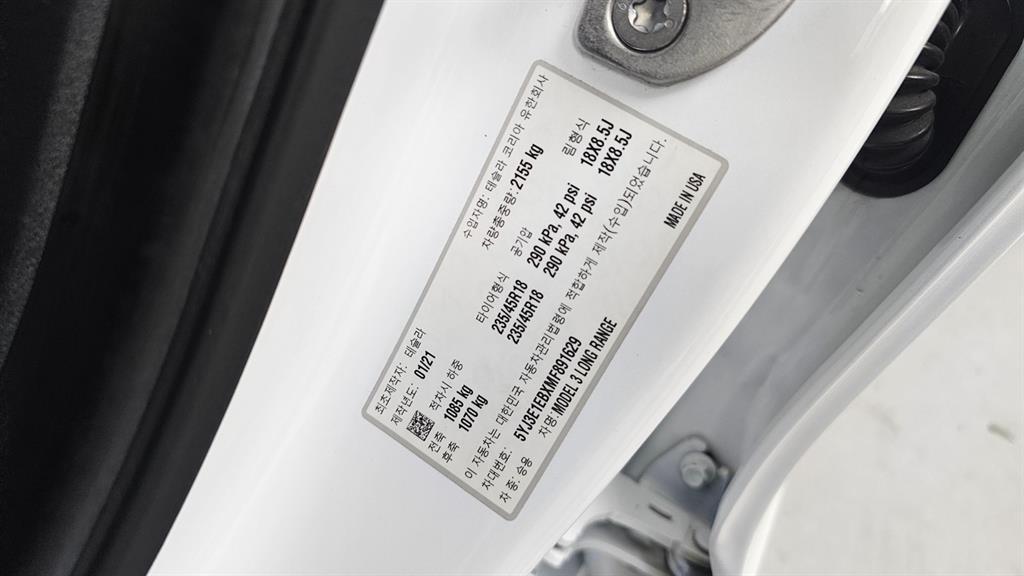 최초제작자: 테슬라 수입자명: 테슬라 코리아 유한회사
제작년도: 01/21 차량총중량: 2155 kg
착차시 하중 타이어형식 공기압 림형식
전축 1085 kg 235/45R18 290 kPa, 42 psi 18X8.5J
후축 1070 kg 235/45R18 290 kPa, 42 psi 18X8.5J
이 자동차는 대한민국 자동차관리법령에 적합하게 제작(수입)되었습니다.
차대번호: 5YJ3E1EBXMF891629
차 종: 승용 차명: MODEL 3 LONG RANGE MADE IN USA